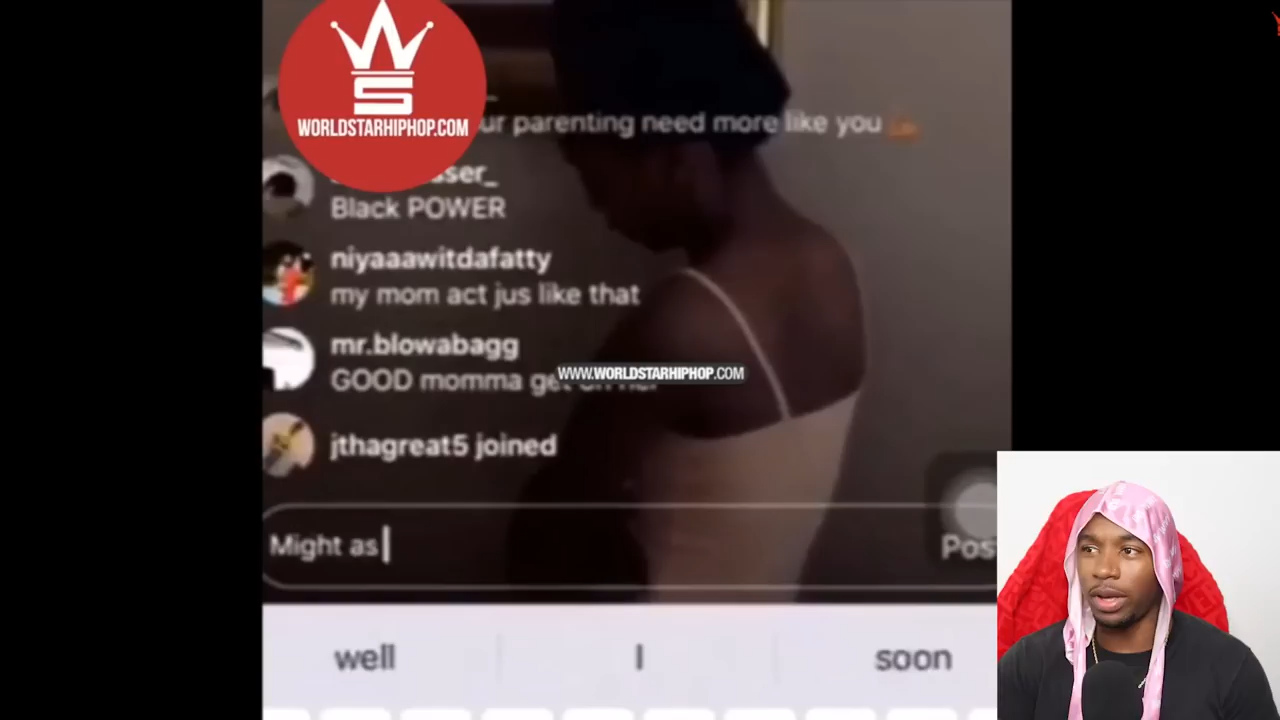 WORLDSTARHIPHOP.COM
ur parenting need more like you
ser_
Black POWER
niyaaawitdafatty
my mom act jus like that
mr.blowabagg
GOOD momma get
WWW.WORLDSTARHIPHOP.COM
jthagreat5 joined
Might as
Pos
well
I
soon